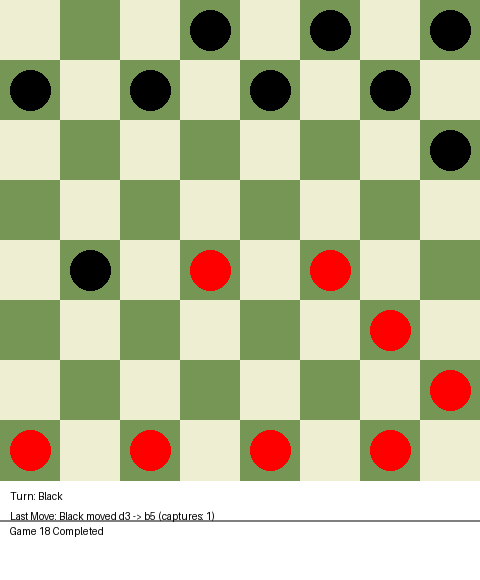 Turn: Black
Last Move: Black moved d3 -> b5 (captures: 1)
Game 18 Completed